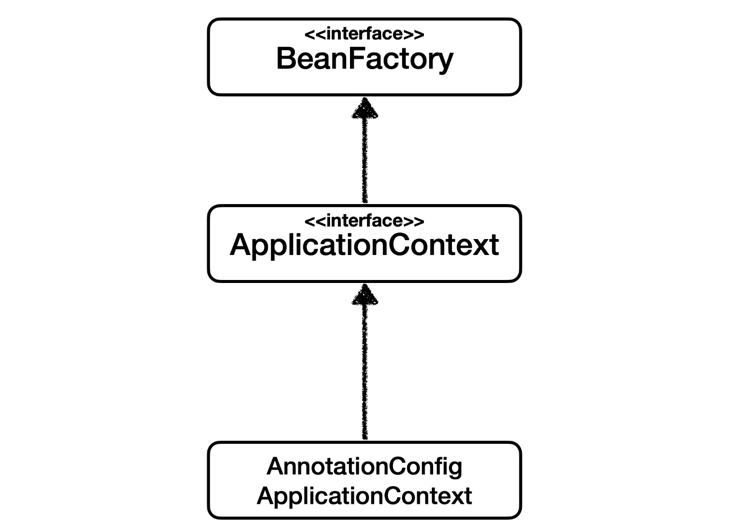 <<interface>>
BeanFactory
<<interface>>
ApplicationContext
AnnotationConfig
ApplicationContext